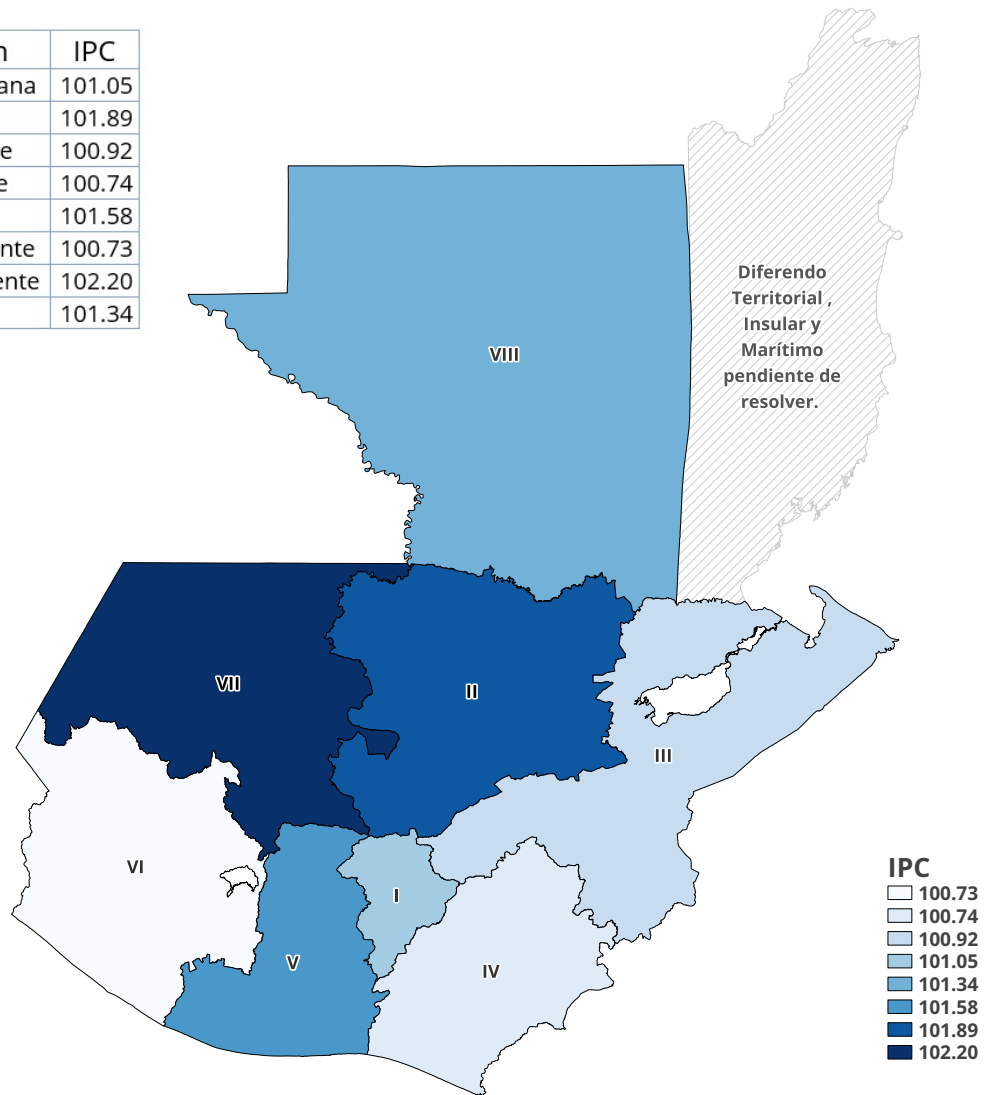 n IPC
ana 101.05
101.89
e 100.92
e 100.74
101.58
nte 100.73
ente 102.20
101.34
Diferendo
Territorial ,
Insular y
Marítimo
pendiente de
resolver.
VIII
VII
II
III
VI
I
V
IV
IPC
100.73
100.74
100.92
101.05
101.34
101.58
101.89
102.20